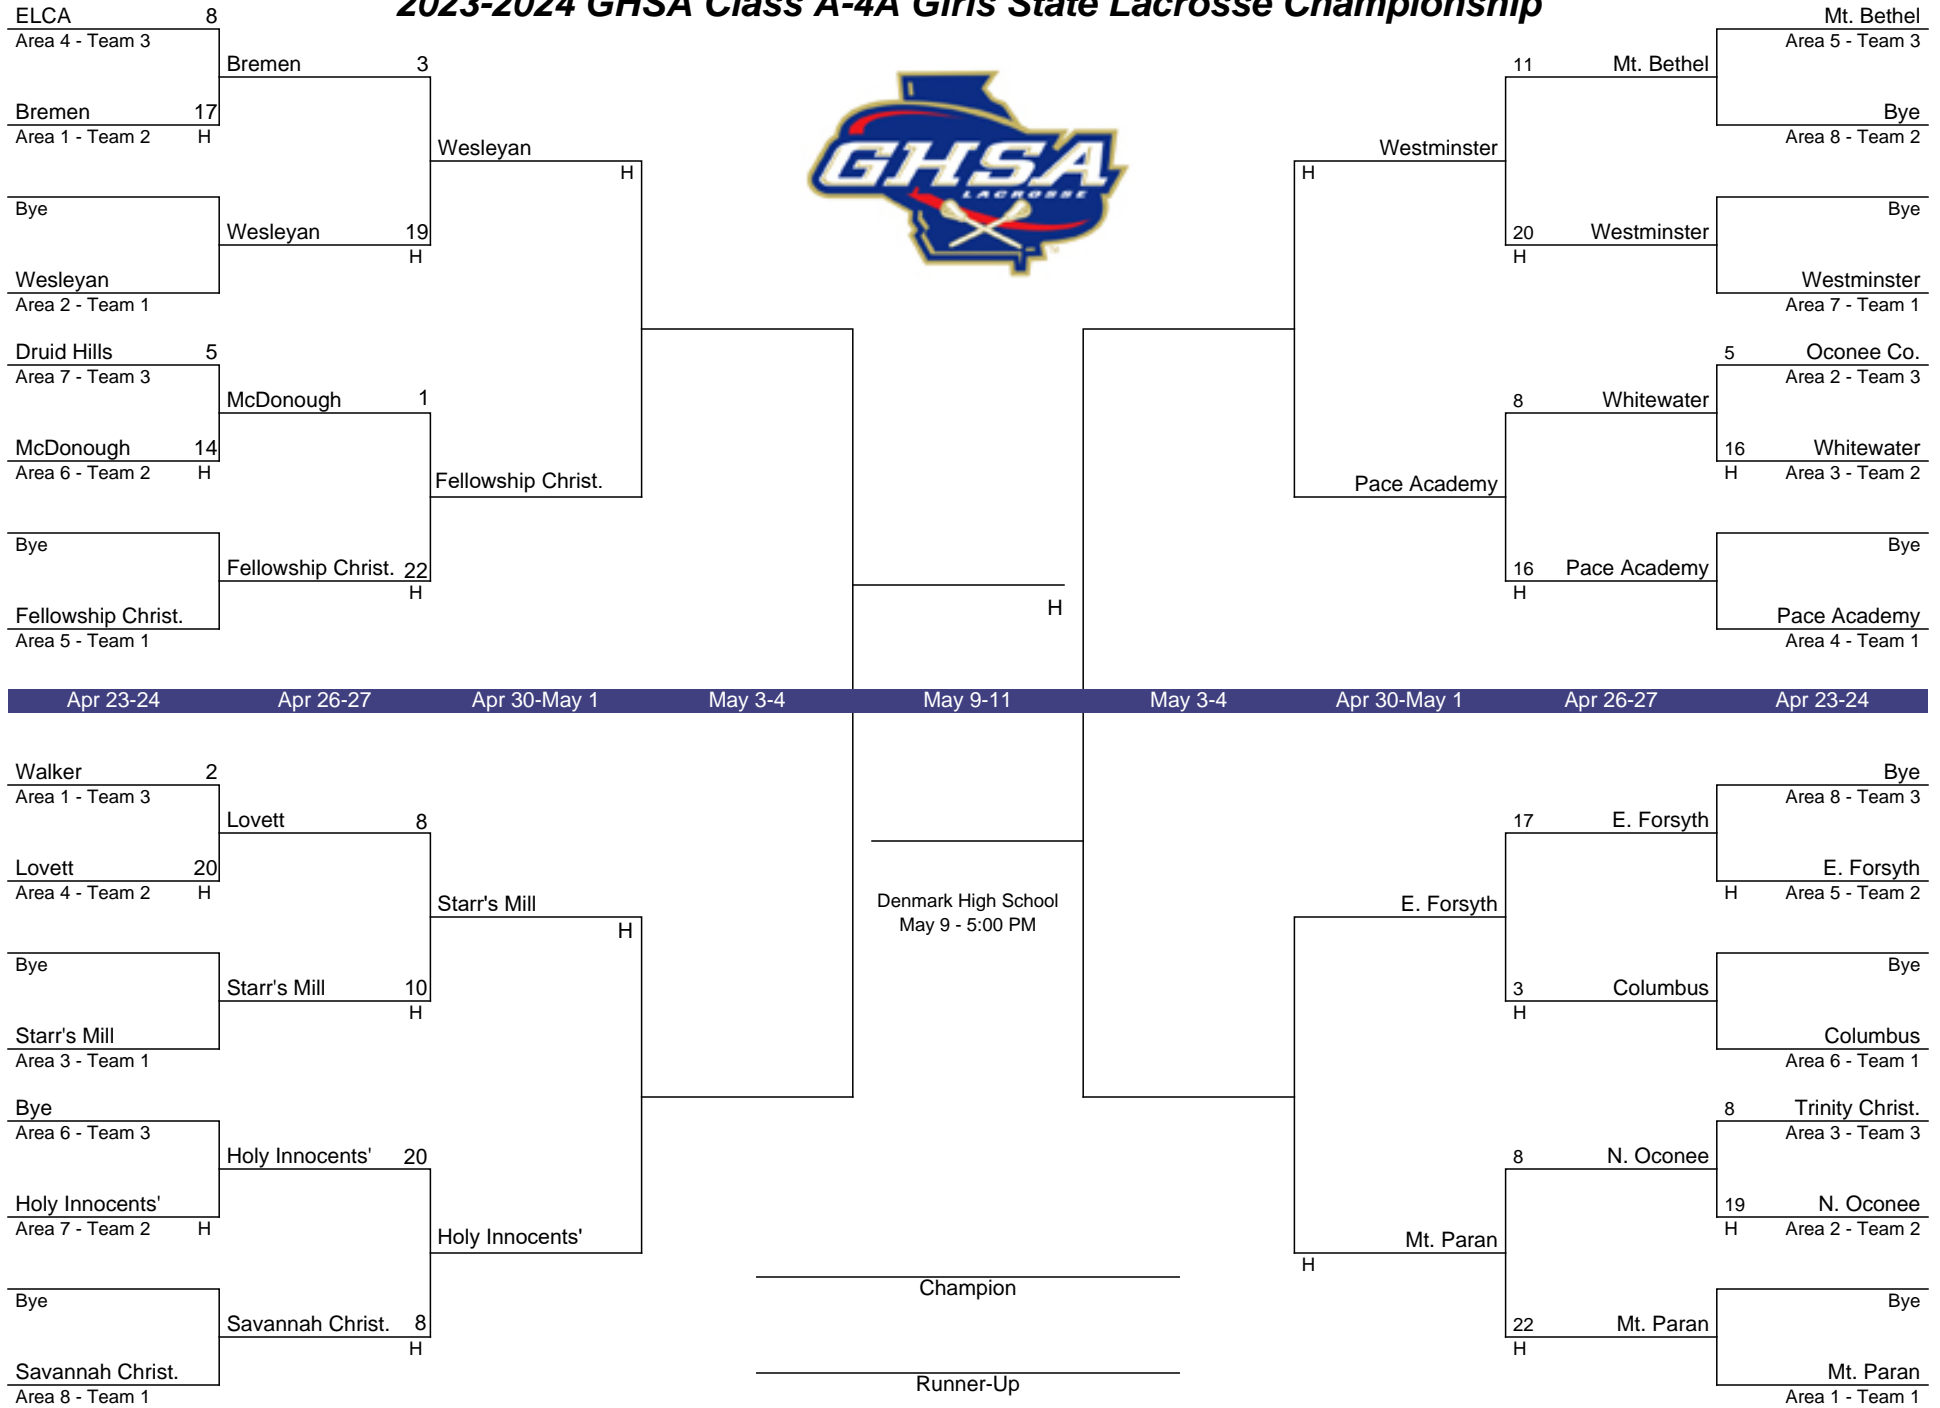 2023-2024 GHSA Class A-4A Girls State Lacrosse Championship
ELCA 8
Area 4 - Team 3
Bremen 3
Bremen 17
Area 1 - Team 2 H
Wesleyan
H
Bye
Wesleyan 19
H
Wesleyan
Area 2 - Team 1
Druid Hills 5
Area 7 - Team 3
McDonough 1
McDonough 14
Area 6 - Team 2 H
Fellowship Christ.
Bye
Fellowship Christ. 22
H
Fellowship Christ.
Area 5 - Team 1
GHSA
LACROSSE
H
Mt. Bethel
Area 5 - Team 3
11 Mt. Bethel
Bye
Area 8 - Team 2
Westminster
H
Bye
20 Westminster
H
Westminster
Area 7 - Team 1
5 Oconee Co.
Area 2 - Team 3
8 Whitewater
16 Whitewater
H Area 3 - Team 2
Pace Academy
Bye
16 Pace Academy
H
Pace Academy
Area 4 - Team 1
Apr 23-24 Apr 26-27 Apr 30-May 1 May 3-4 May 9-11 May 3-4 Apr 30-May 1 Apr 26-27 Apr 23-24
Walker 2
Area 1 - Team 3
Lovett 8
Lovett 20
Area 4 - Team 2 H
Starr's Mill
H
Bye
Starr's Mill 10
H
Starr's Mill
Area 3 - Team 1
Bye
Area 6 - Team 3
Holy Innocents' 20
Holy Innocents'
Area 7 - Team 2 H
Holy Innocents'
Bye
Savannah Christ. 8
H
Savannah Christ.
Area 8 - Team 1
Denmark High School
May 9 - 5:00 PM
Champion
Runner-Up
Bye
Area 8 - Team 3
17 E. Forsyth
E. Forsyth
H Area 5 - Team 2
E. Forsyth
Bye
3 Columbus
H
Columbus
Area 6 - Team 1
8 Trinity Christ.
Area 3 - Team 3
8 N. Oconee
19 N. Oconee
H Area 2 - Team 2
Mt. Paran
H
Bye
22 Mt. Paran
H
Mt. Paran
Area 1 - Team 1